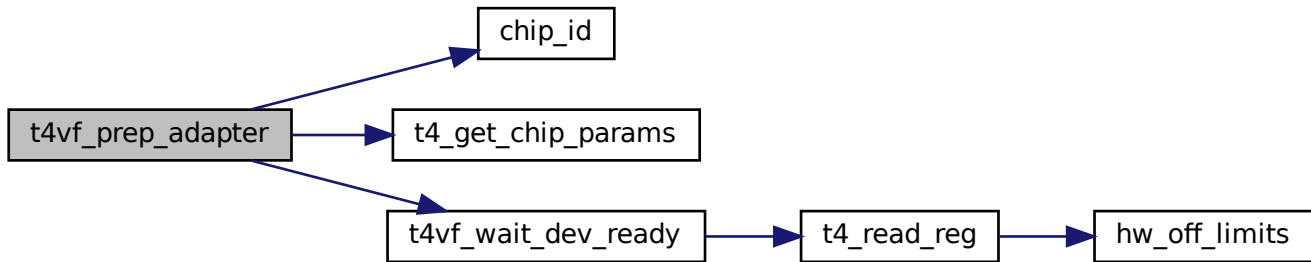 chip_id
t4vf_prep_adapter
t4_get_chip_params
t4vf_wait_dev_ready
t4_read_reg
hw_off_limits